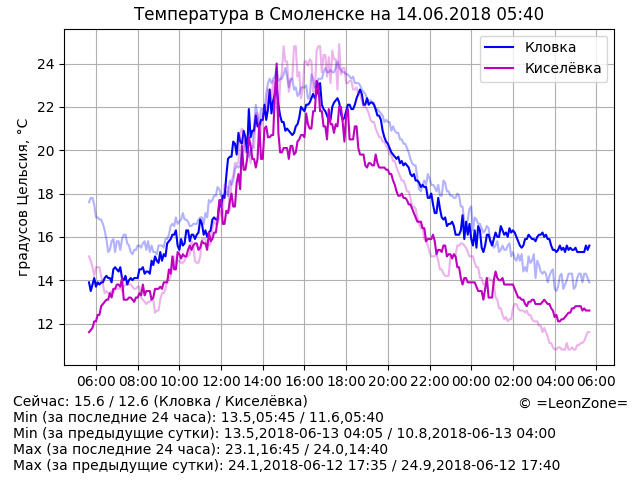 Температура в Смоленске на 14.06.2018 05:40
градусов Цельсия, °C
24
22
20
18
16
14
12
Кловка
Киселёвка
06:00 08:00 10:00 12:00 14:00 16:00 18:00 20:00 22:00 00:00 02:00 04:00 06:00
Сейчас: 15.6 / 12.6 (Кловка / Киселёвка)
© =LeonZone=
Min (за последние 24 часа): 13.5,05:45 / 11.6,05:40
Min (за предыдущие сутки): 13.5,2018-06-13 04:05 / 10.8,2018-06-13 04:00
Max (за последние 24 часа): 23.1,16:45 / 24.0,14:40
Max (за предыдущие сутки): 24.1,2018-06-12 17:35 / 24.9,2018-06-12 17:40